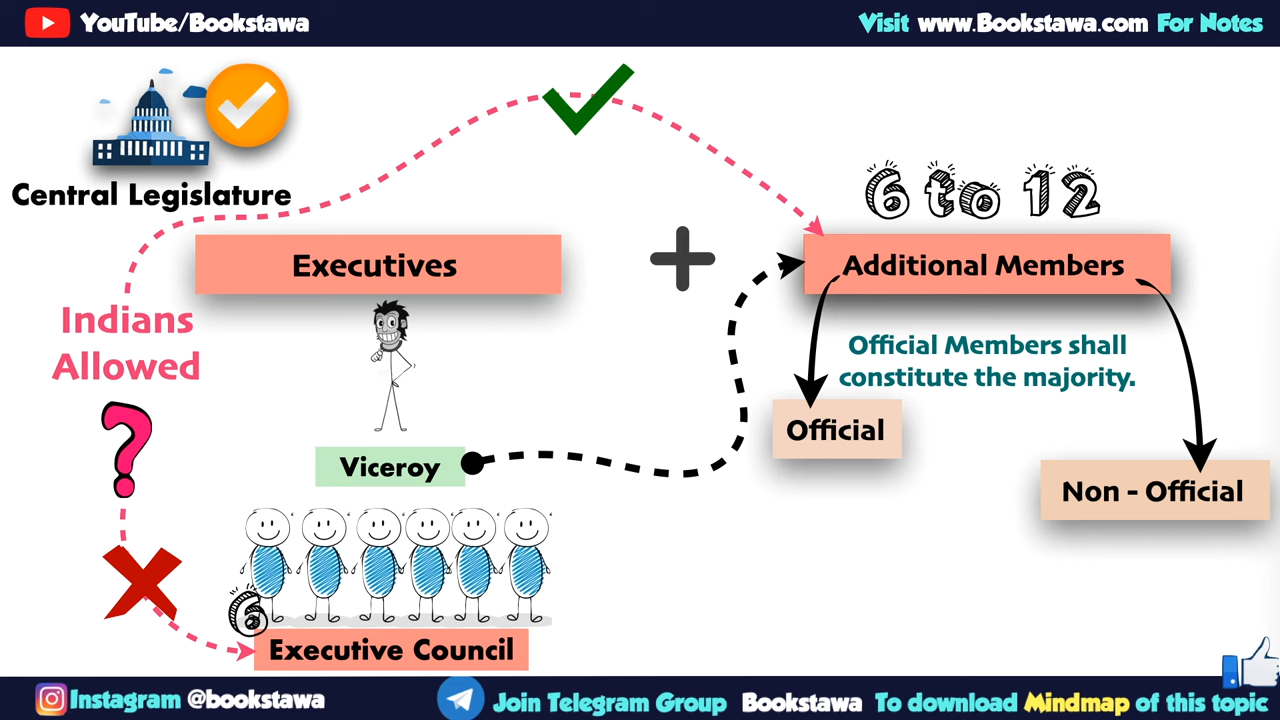 YouTube/Bookstawa
Visit www.Bookstawa.com For Notes
Central Legislature
6 to 12
Executives
Additional Members
Indians
Allowed
?
Official Members shall
constitute the majority.
Official
Viceroy
Non - Official
6
Executive Council
Instagram @bookstawa
Join Telegram Group Bookstawa To download Mindmap of this topic